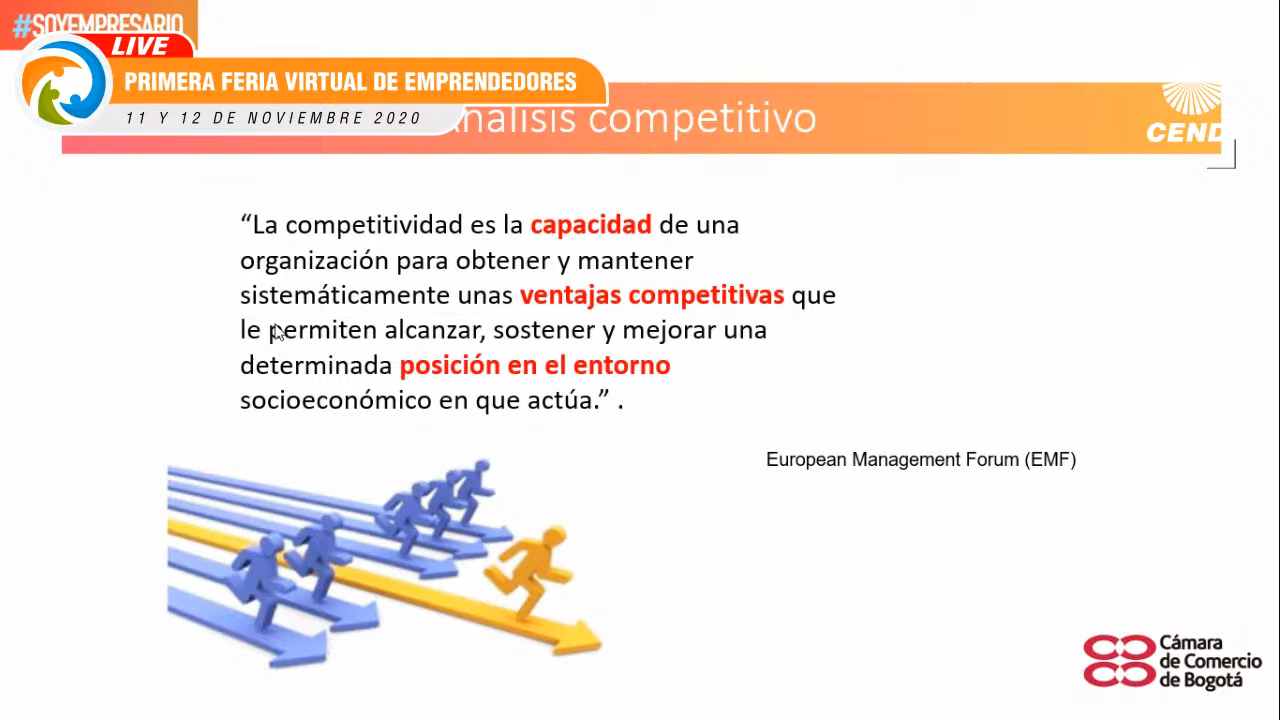 #SOYEMPRESARIO
LIVE
PRIMERA FERIA VIRTUAL DE EMPRENDEDORES
11 Y 12 DE NOVIEMBRE 2020
competitivo
CEND
“La competitividad es la capacidad de una
organización para obtener y mantener
sistemáticamente unas ventajas competitivas que
le permiten alcanzar, sostener y mejorar una
determinada posición en el entorno
socioeconómico en que actúa.” .
European Management Forum (EMF)
Cámara
de Comercio
de Bogotá